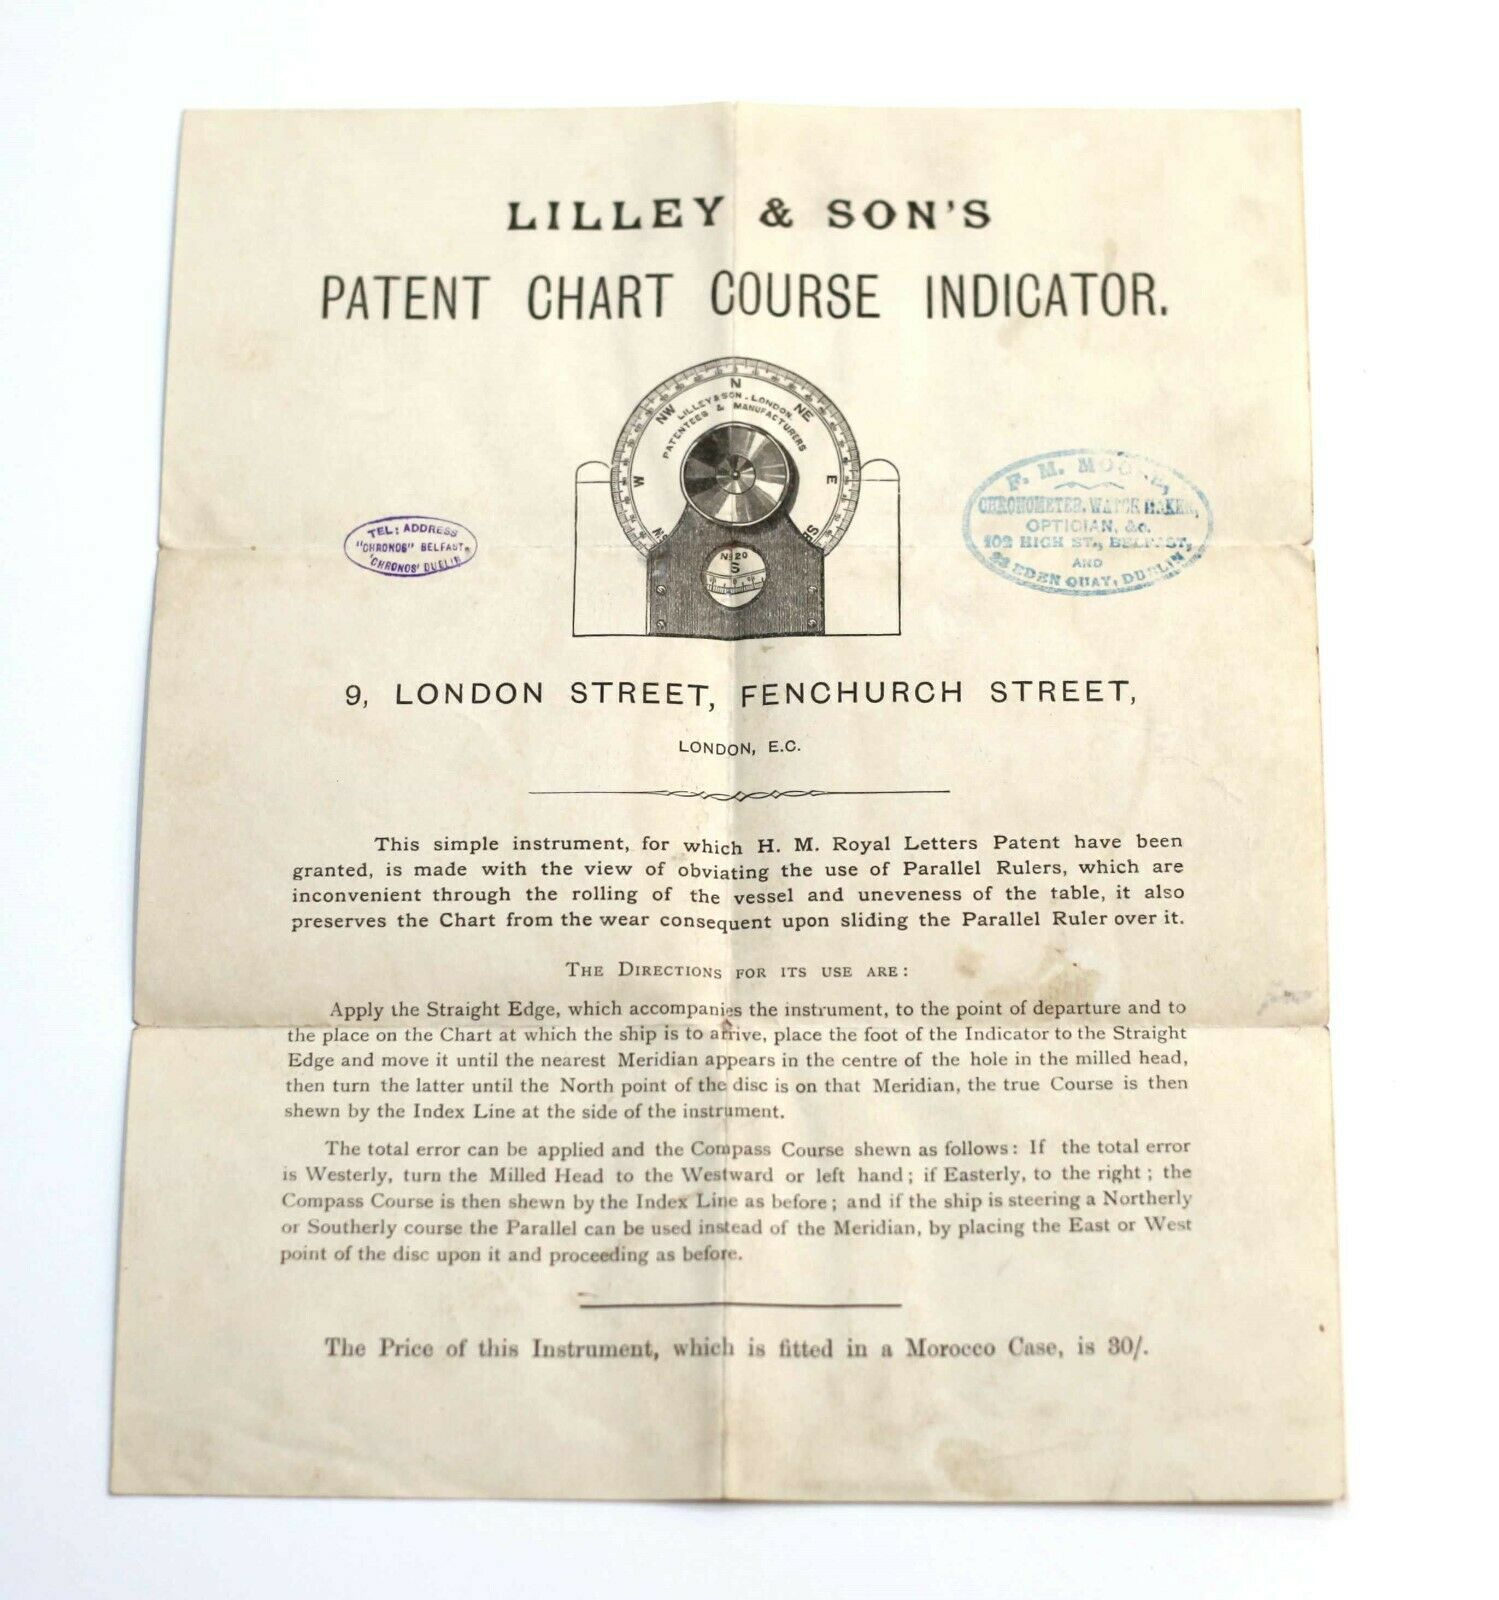 LILLEY & SON'S
PATENT CHART COURSE INDICATOR.
N
NW
NE
LILLEY & SON. LONDON.
PATENTEES & MANUFACTURERS
W
E
SW
SE
No 20
S
TEL: ADDRESS
"CHRONOS" BELFAST.
"CHRONOS" DUBLIN
F. M. MOORE,
CHRONOMETER, WATCH MAKER,
OPTICIAN, &c.
102 HIGH ST., BELFAST,
AND
23 EDEN QUAY, DUBLIN
9, LONDON STREET, FENCHURCH STREET,
LONDON, E.C.
This simple instrument, for which H. M. Royal Letters Patent have been
granted, is made with the view of obviating the use of Parallel Rulers, which are
inconvenient through the rolling of the vessel and uneveness of the table, it also
preserves the Chart from the wear consequent upon sliding the Parallel Ruler over it.
THE DIRECTIONS FOR ITS USE ARE:
Apply the Straight Edge, which accompanies the instrument, to the point of departure and to
the place on the Chart at which the ship is to arrive, place the foot of the Indicator to the Straight
Edge and move it until the nearest Meridian appears in the centre of the hole in the milled head,
then turn the latter until the North point of the disc is on that Meridian, the true Course is then
shewn by the Index Line at the side of the instrument.
The total error can be applied and the Compass Course shewn as follows: If the total error
is Westerly, turn the Milled Head to the Westward or left hand; if Easterly, to the right; the
Compass Course is then shewn by the Index Line as before; and if the ship is steering a Northerly
or Southerly course the Parallel can be used instead of the Meridian, by placing the East or West
point of the disc upon it and proceeding as before.
The Price of this Instrument, which is fitted in a Morocco Case, is 30/.